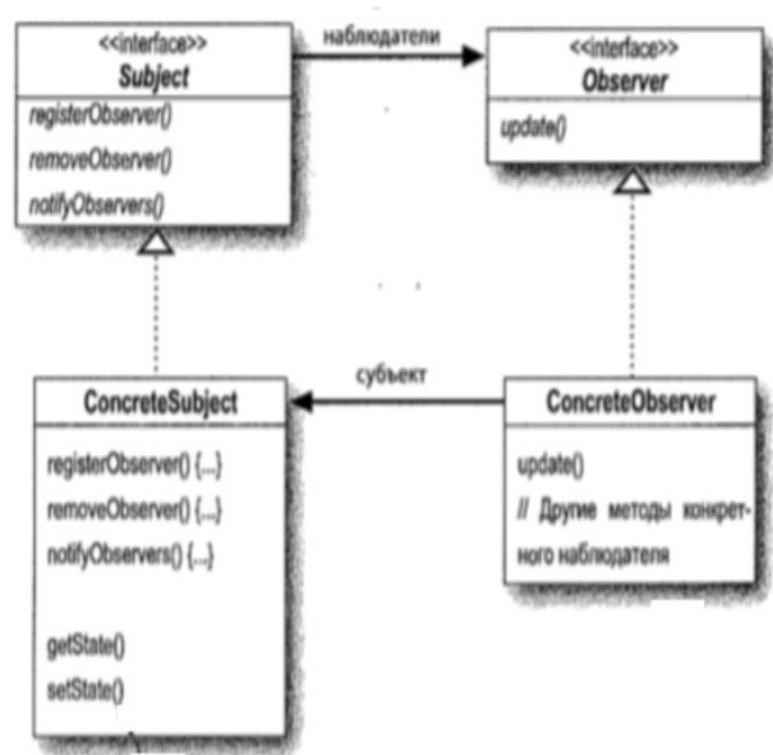 <<interface>>
Subject
registerObserver()
removeObserver()
notifyObservers()
наблюдатели
<<interface>>
Observer
update()
ConcreteSubject
registerObserver() {...}
removeObserver() {...}
notifyObservers() {...}
getState()
setState()
субъект
ConcreteObserver
update()
// Другие методы конкрет-
ного наблюдателя